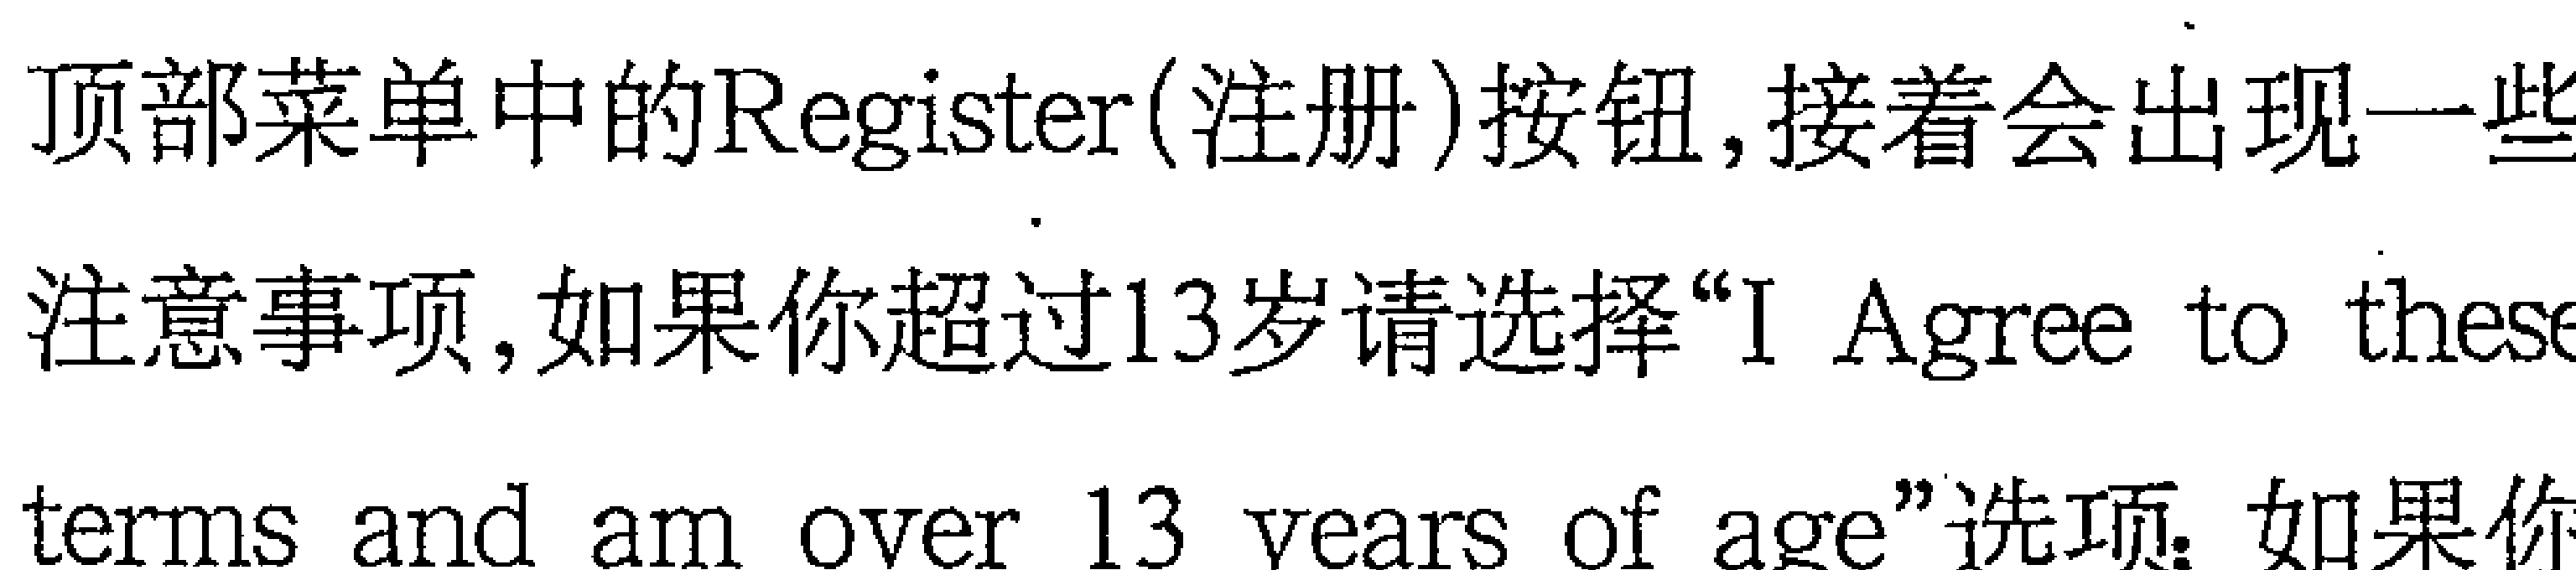 顶部菜单中的Register(注册)按钮,接着会出现一些
注意事项,如果你超过13岁请选择“I Agree to these
terms and am over 13 years of age”选项;如果你